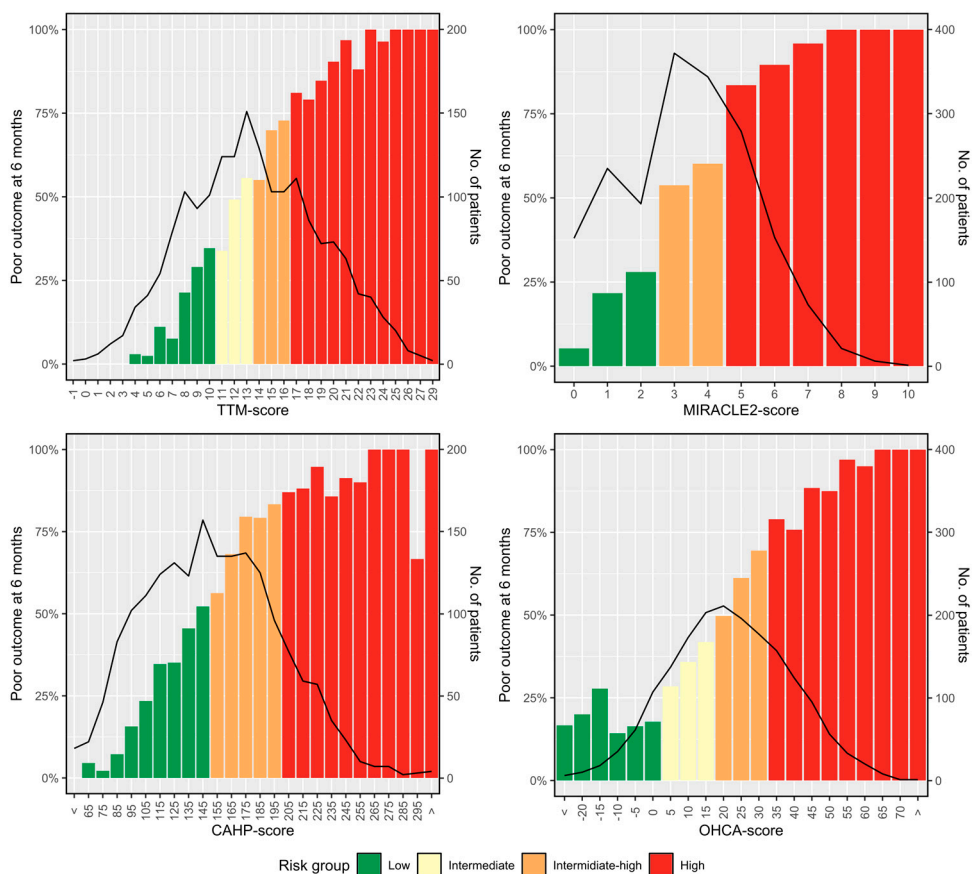 Poor outcome at 6 months
100%
75%
50%
25%
0%
200
150
100
50
0
No. of patients
-1 0 1 2 3 4 5 6 7 8 9 10 11 12 13 14 15 16 17 18 19 20 21 22 23 24 25 26 27 29
TTM-score
Poor outcome at 6 months
100%
75%
50%
25%
0%
400
300
200
100
0
No. of patients
0 1 2 3 4 5 6 7 8 9 10
MIRACLE2-score
Poor outcome at 6 months
100%
75%
50%
25%
0%
200
150
100
50
0
No. of patients
< 65 75 85 95 105 115 125 135 145 155 165 175 185 195 205 215 225 235 245 255 265 275 285 295 >
CAHP-score
Poor outcome at 6 months
100%
75%
50%
25%
0%
400
300
200
100
0
No. of patients
< -20 -15 -10 -5 0 5 10 15 20 25 30 35 40 45 50 55 60 65 70 >
OHCA-score
Risk group Low Intermediate Intermidiate-high High